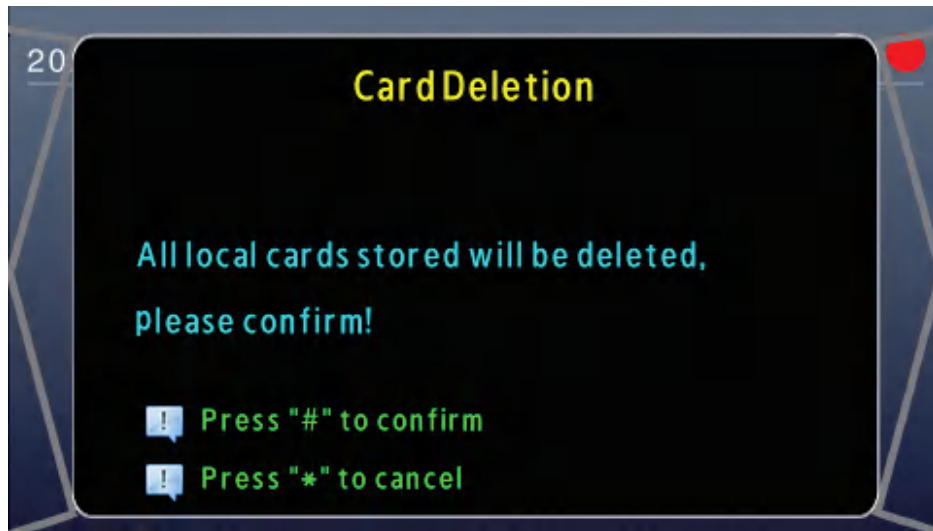 20
Card Deletion
All local cards stored will be deleted,
please confirm!
Press "#" to confirm
Press "*" to cancel